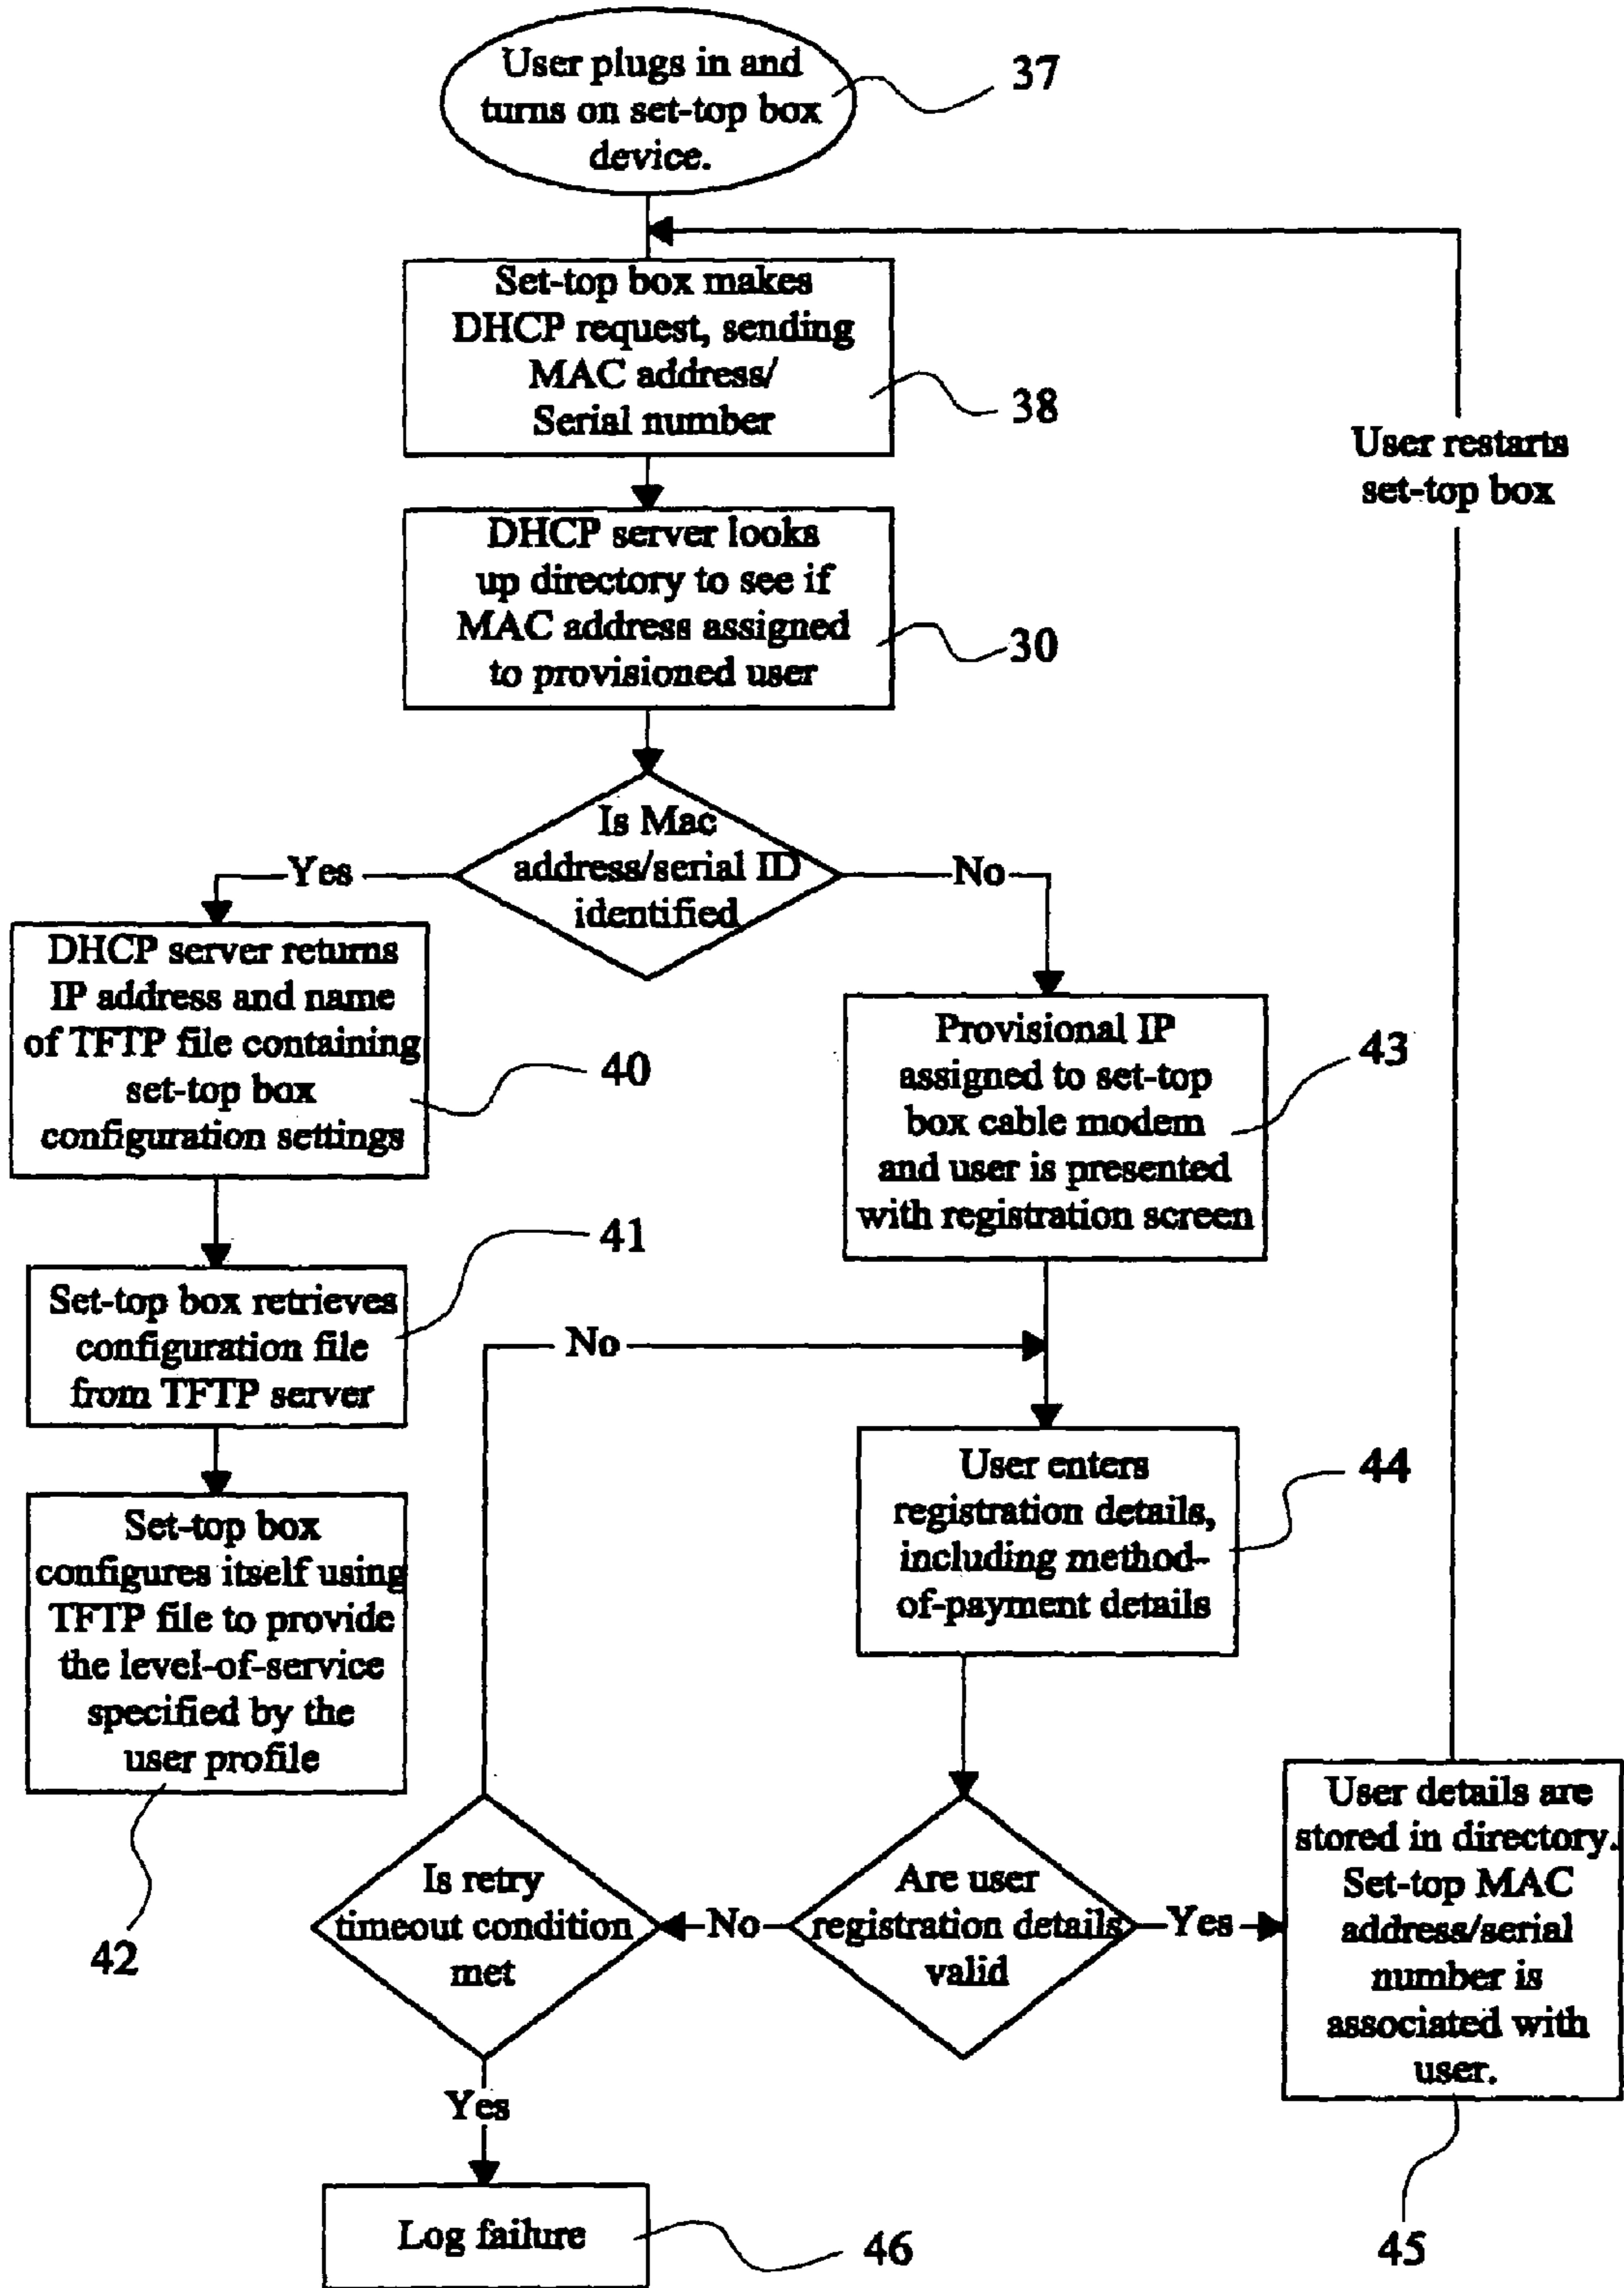 User plugs in and
turns on set-top box
device.
37
Set-top box makes
DHCP request, sending
MAC address/
Serial number
38
User restarts
set-top box
DHCP server looks
up directory to see if
MAC address assigned
to provisioned user
30
Is Mac
address/serial ID
identified
Yes
No
DHCP server returns
IP address and name
of TFTP file containing
set-top box
configuration settings
40
Provisional IP
assigned to set-top
box cable modem
and user is presented
with registration screen
43
41
Set-top box retrieves
configuration file
from TFTP server
No
User enters
registration details,
including method-
of-payment details
44
Set-top box
configures itself using
TFTP file to provide
the level-of-service
specified by the
user profile
42
Is retry
timeout condition
met
No
Are user
registration details
valid
Yes
User details are
stored in directory.
Set-top MAC
address/serial
number is
associated with
user.
45
Yes
Log failure
46